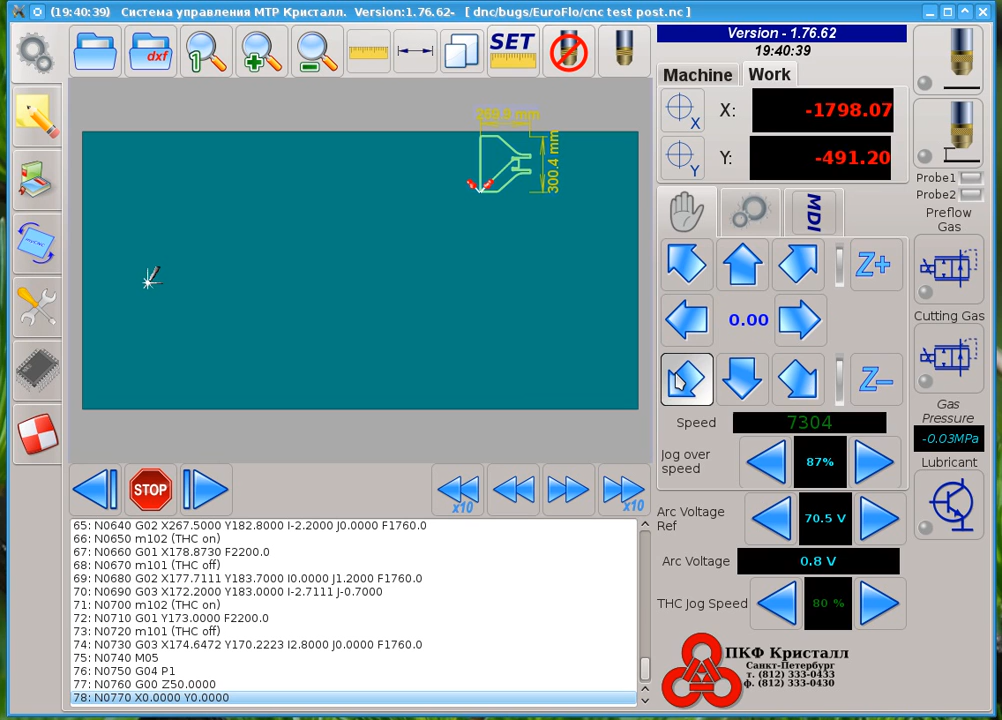 (19:40:39) Система управления МТР Кристалл. Version:1.76.62- [ dnc/bugs/EuroFlo/cnc test post.nc ]
1
dxf
SET
Version - 1.76.62
19:40:39
Machine Work
X X: -1798.07
Y Y: -491.20
Probe1
Probe2
MDI
Preflow
Gas
Z+
0.00
Cutting Gas
Z-
Speed 7304
Jog over
speed 87%
Gas
Pressure
-0.03MPa
Lubricant
300.4 mm
STOP
x10
x10
Arc Voltage
Ref 70.5 V
Arc Voltage 0.8 V
THC Jog Speed 80 %
65: N0640 G02 X267.5000 Y182.8000 I-2.2000 J0.0000 F1760.0
66: N0650 m102 (THC on)
67: N0660 G01 X178.8730 F2200.0
68: N0670 m101 (THC off)
69: N0680 G02 X177.7111 Y183.7000 I0.0000 J1.2000 F1760.0
70: N0690 G03 X172.2000 Y183.0000 I-2.7111 J-0.7000
71: N0700 m102 (THC on)
72: N0710 G01 Y173.0000 F2200.0
73: N0720 m101 (THC off)
74: N0730 G03 X174.6472 Y170.2223 I2.8000 J0.0000 F1760.0
75: N0740 M05
76: N0750 G04 P1
77: N0760 G00 Z50.0000
78: N0770 X0.0000 Y0.0000
ПКФ Кристалл
Санкт-Петербург
т. (812) 333-0433
ф. (812) 333-0430